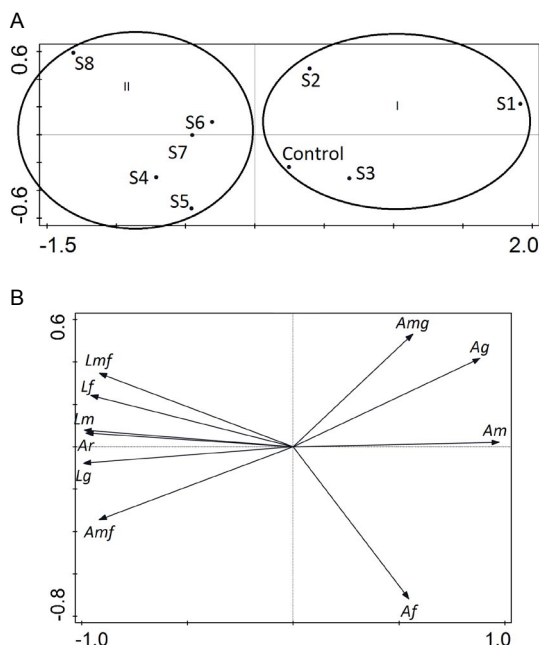 A
0.6
S8
II
S2
I
S1
S6
S7
Control
S4
S3
S5
-0.6
-1.5
2.0
B
0.6
Amg
Ag
Lmf
Lf
Lm
Am
Ar
Lg
Amf
Af
-0.8
-1.0
1.0